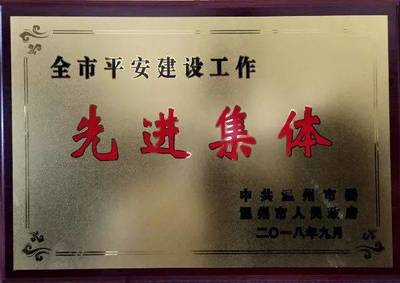 全市平安建设工作
先进集体
中共温州市委
温州市人民政府
二〇一八年九月